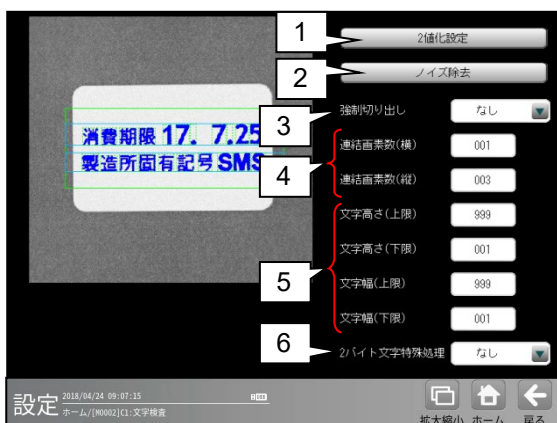 1
2値化設定
2
ノイズ除去
3
強制切り出し
なし
4
連結画素数(横)
001
連結画素数(縦)
003
5
文字高さ(上限)
999
文字高さ(下限)
001
文字幅(上限)
999
文字幅(下限)
001
6
2バイト文字特殊処理
なし
消費期限 17. 7.25
製造所固有記号 SMS
設定
2018/04/24 09:07:15
ホーム/[M0002]C1:文字検査
拡大縮小
ホーム
戻る